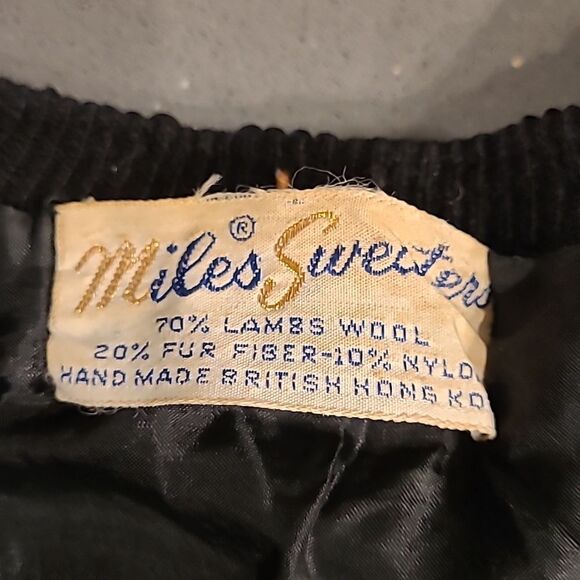 Miles Sweaters ®
70% LAMBS WOOL
20% FUR FIBER-10% NYLO
HAND MADE BRITISH HONG KO